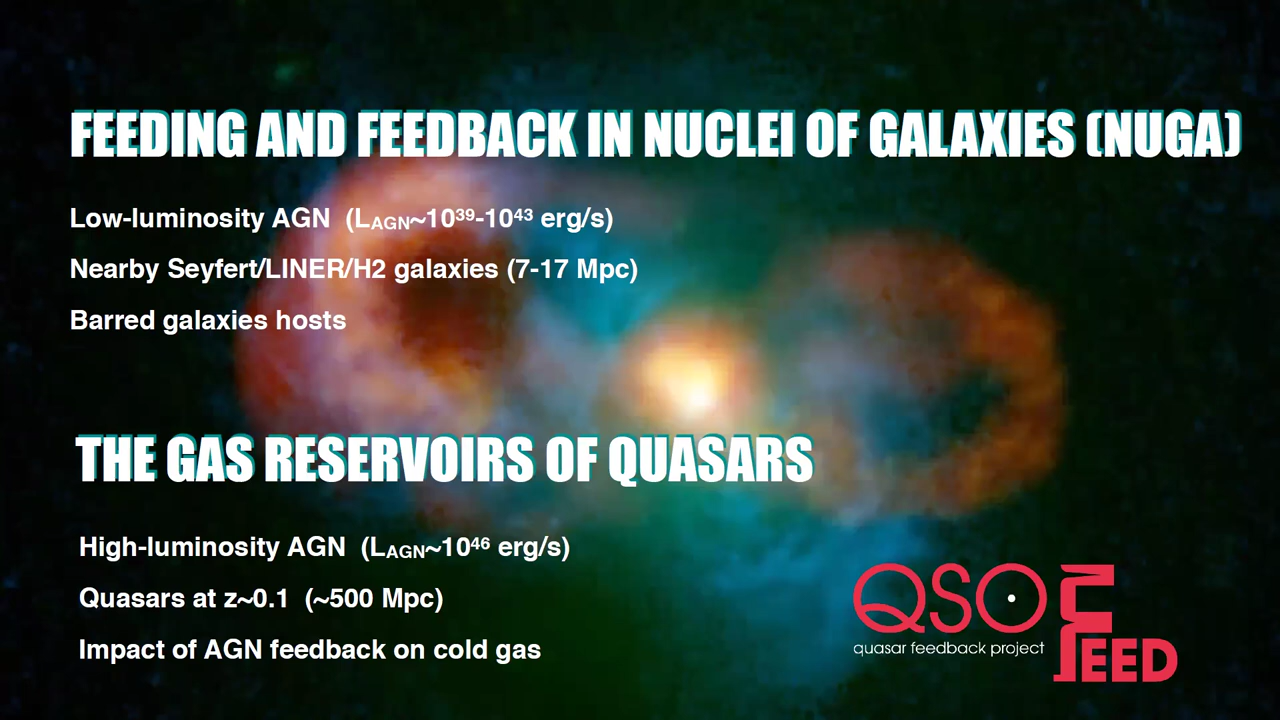 FEEDING AND FEEDBACK IN NUCLEI OF GALAXIES (NUGA)
Low-luminosity AGN (L_AGN~10³⁹-10⁴³ erg/s)
Nearby Seyfert/LINER/H2 galaxies (7-17 Mpc)
Barred galaxies hosts
THE GAS RESERVOIRS OF QUASARS
High-luminosity AGN (L_AGN~10⁴⁶ erg/s)
Quasars at z~0.1 (~500 Mpc)
Impact of AGN feedback on cold gas
QSO
quasar feedback project
FEED